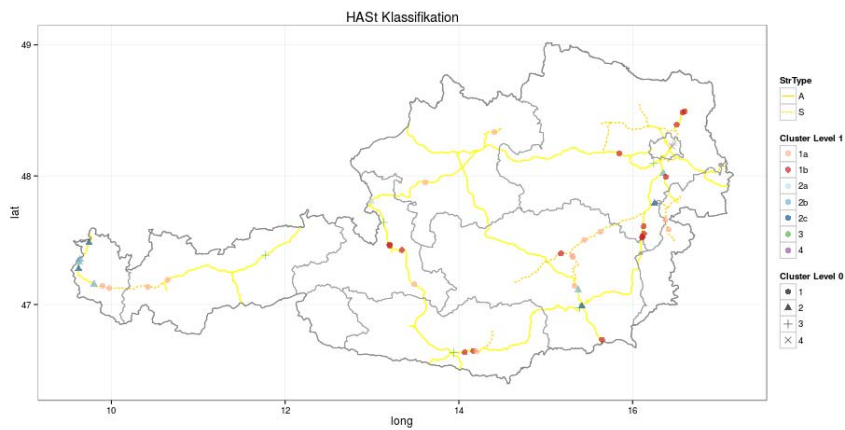 HASt Klassifikation
49
48
47
lat
10
12
14
16
long
StrType
A
S
Cluster Level 1
1a
1b
2a
2b
2c
3
4
Cluster Level 0
1
2
3
4